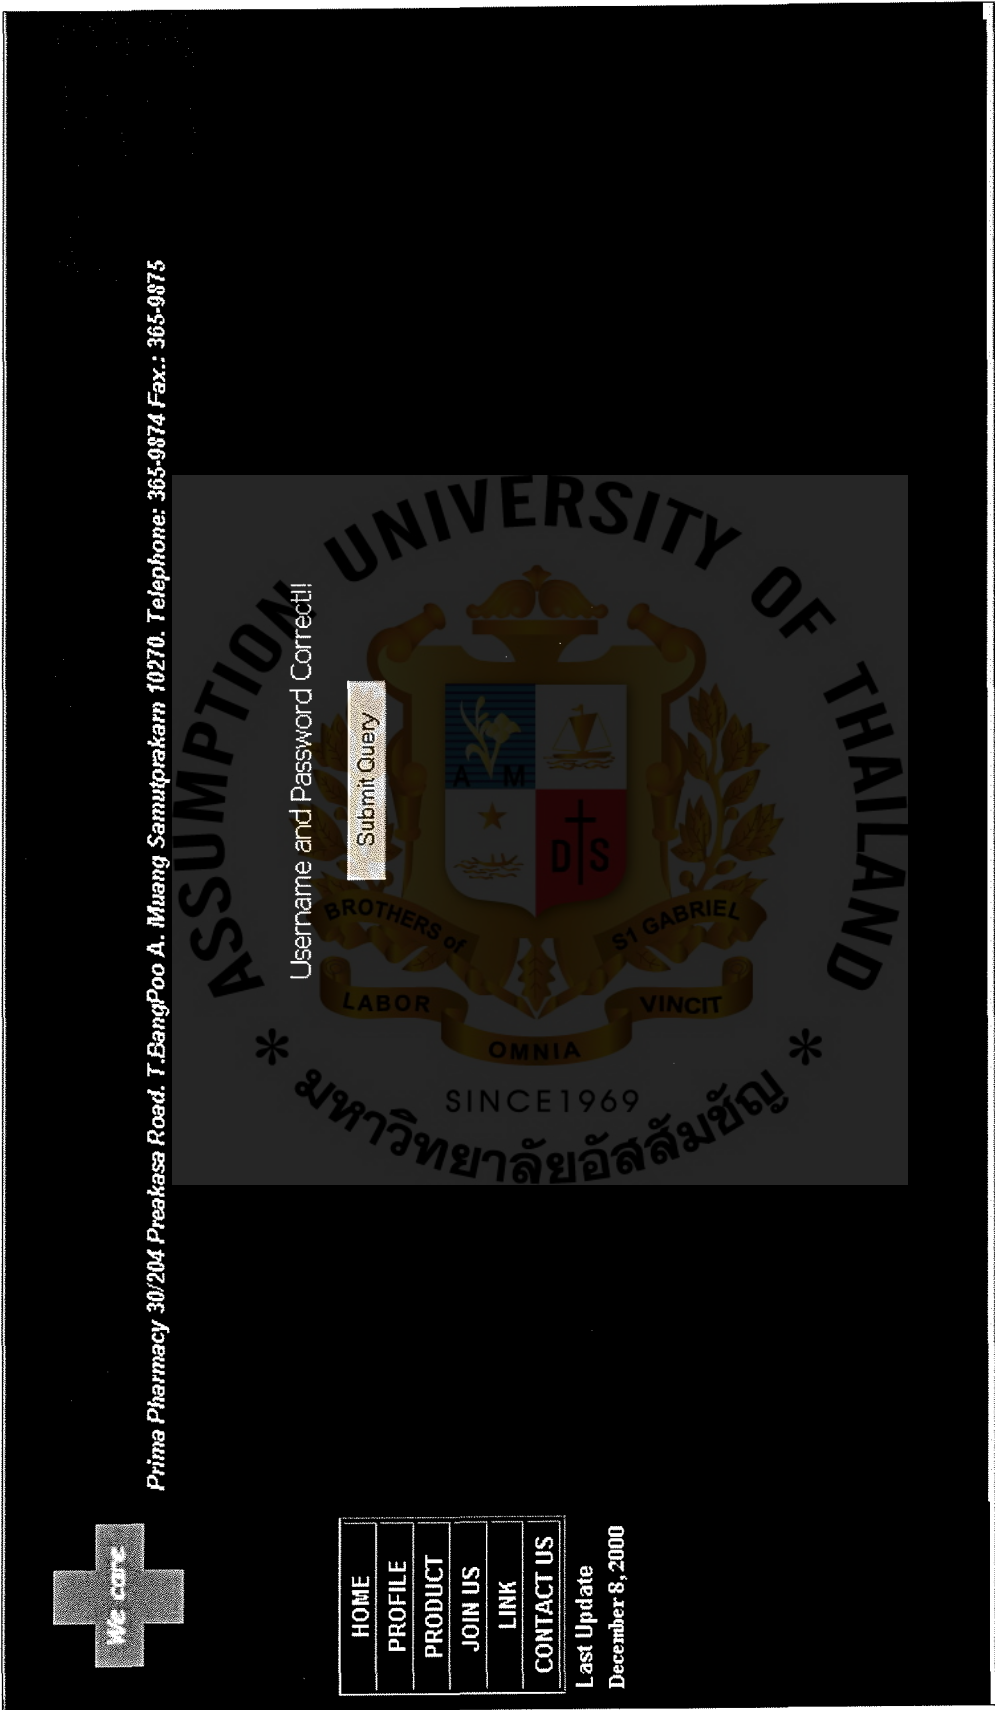 We care
Prima Pharmacy 30/204 Preakasa Road. T.BangPoo A. Muang Samutprakarn 10270. Telephone: 365-9874 Fax.: 365-9875
Username and Password Correct!!
Submit Query
HOME
PROFILE
PRODUCT
JOIN US
LINK
CONTACT US
Last Update
December 8,2000
ASSUMPTION UNIVERSITY OF THAILAND
A M
D S
BROTHERS of
S1 GABRIEL
LABOR
OMNIA
VINCIT
SINCE1969
* มหาวิทยาลัยอัสสัมชัญ *